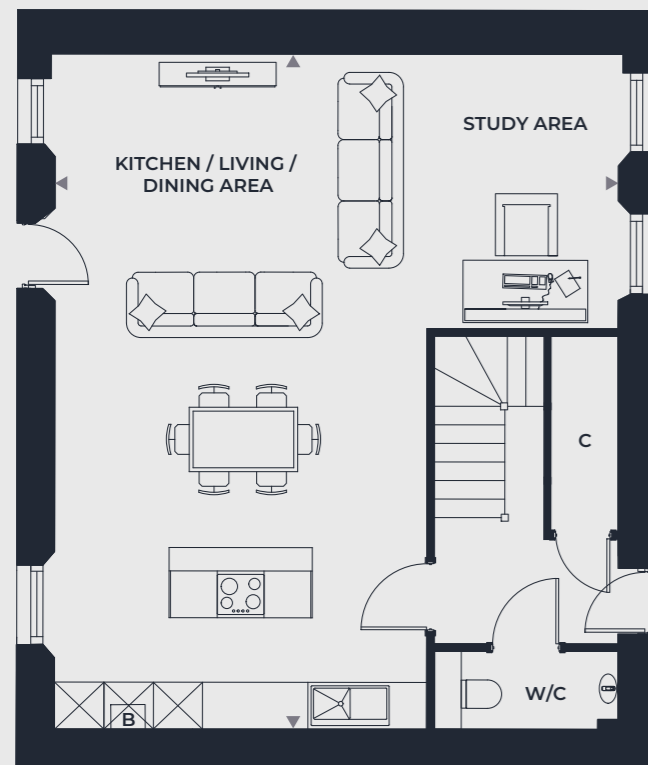 STUDY AREA
KITCHEN / LIVING /
DINING AREA
C
W/C
B